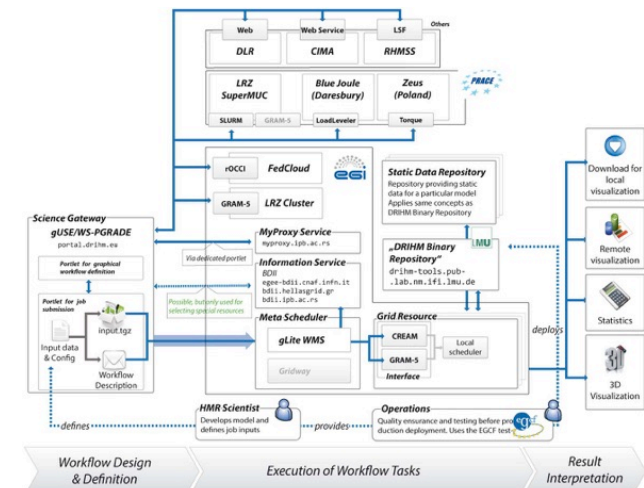 Others
Web
Web Service
LSF
DLR
CIMA
RHMSS
PRACE
LRZ
SuperMUC
Blue Joule
(Daresbury)
Zeus
(Poland)
SLURM
GRAM-5
LoadLeveler
Torque
rOCCI
FedCloud
EGI
GRAM-5
LRZ Cluster
Static Data Repository
Repository providing static
data for a particular model
Applies same concepts as
DRIHM Binary Repository
Download for
local
visualization
Science Gateway
gUSE/WS-PGRADE
portal.drihm.eu
MyProxy Service
myproxy.ipb.ac.rs
Via dedicated portlet
LMU
„DRIHM Binary
Repository“
drihm-tools.pub-
lab.nm.ifi.lmu.de
Remote
visualization
Portlet for graphical
workflow definition
Information Service
BDII
egee-bdii.cnaf.infn.it
bdii.hellasgrid.gr
bdii.ipb.ac.rs
Possible, but only used for
selecting special resources
Portlet for job
submission
input.tgz
Input data
& Config
Workflow
Description
Meta Scheduler
gLite WMS
Gridway
Grid Resource
CREAM
GRAM-5
Interface
Local
scheduler
deploys
Statistics
3D
Visualization
defines
HMR Scientist
Develops model and
defines job inputs
provides
Operations
Quality ensurance and testing before pro
duction deployment. Uses the EGCF test
egcf
Workflow Design
& Definition
Execution of Workflow Tasks
Result
Interpretation